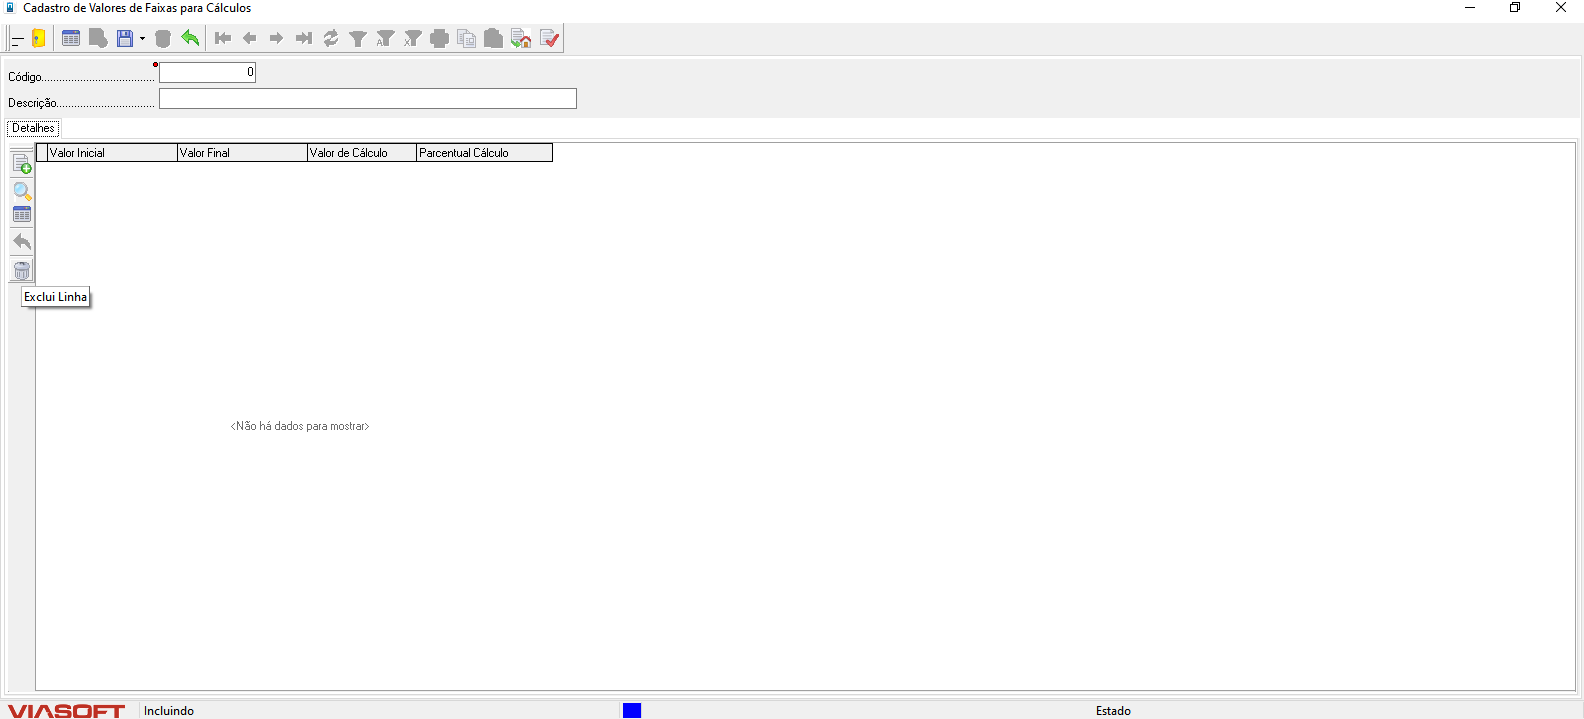 Cadastro de Valores de Faixas para Cálculos
Código..................................... 0
Descrição................................
Detalhes
Valor Inicial Valor Final Valor de Cálculo Parcentual Cálculo
Exclui Linha
<Não há dados para mostrar>
VIASOFT Incluindo Estado